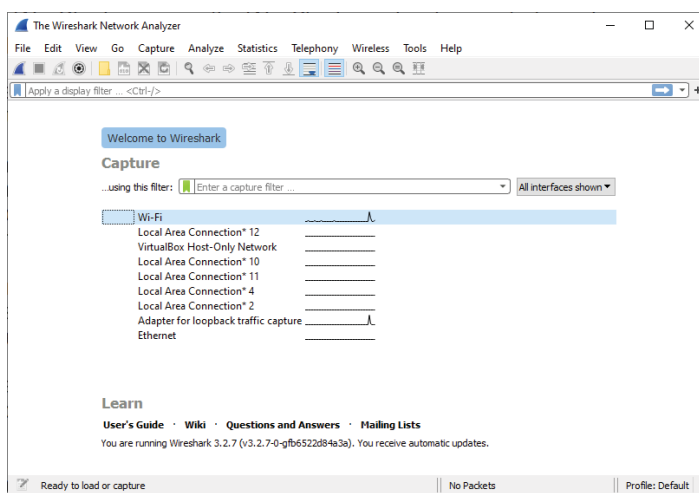 The Wireshark Network Analyzer
File Edit View Go Capture Analyze Statistics Telephony Wireless Tools Help
Apply a display filter ... <Ctrl-/>
Welcome to Wireshark
Capture
...using this filter: Enter a capture filter ... All interfaces shown
Wi-Fi
Local Area Connection* 12
VirtualBox Host-Only Network
Local Area Connection* 10
Local Area Connection* 11
Local Area Connection* 4
Local Area Connection* 2
Adapter for loopback traffic capture
Ethernet
Learn
User's Guide · Wiki · Questions and Answers · Mailing Lists
You are running Wireshark 3.2.7 (v3.2.7-0-gfb6522d84a3a). You receive automatic updates.
Ready to load or capture No Packets Profile: Default